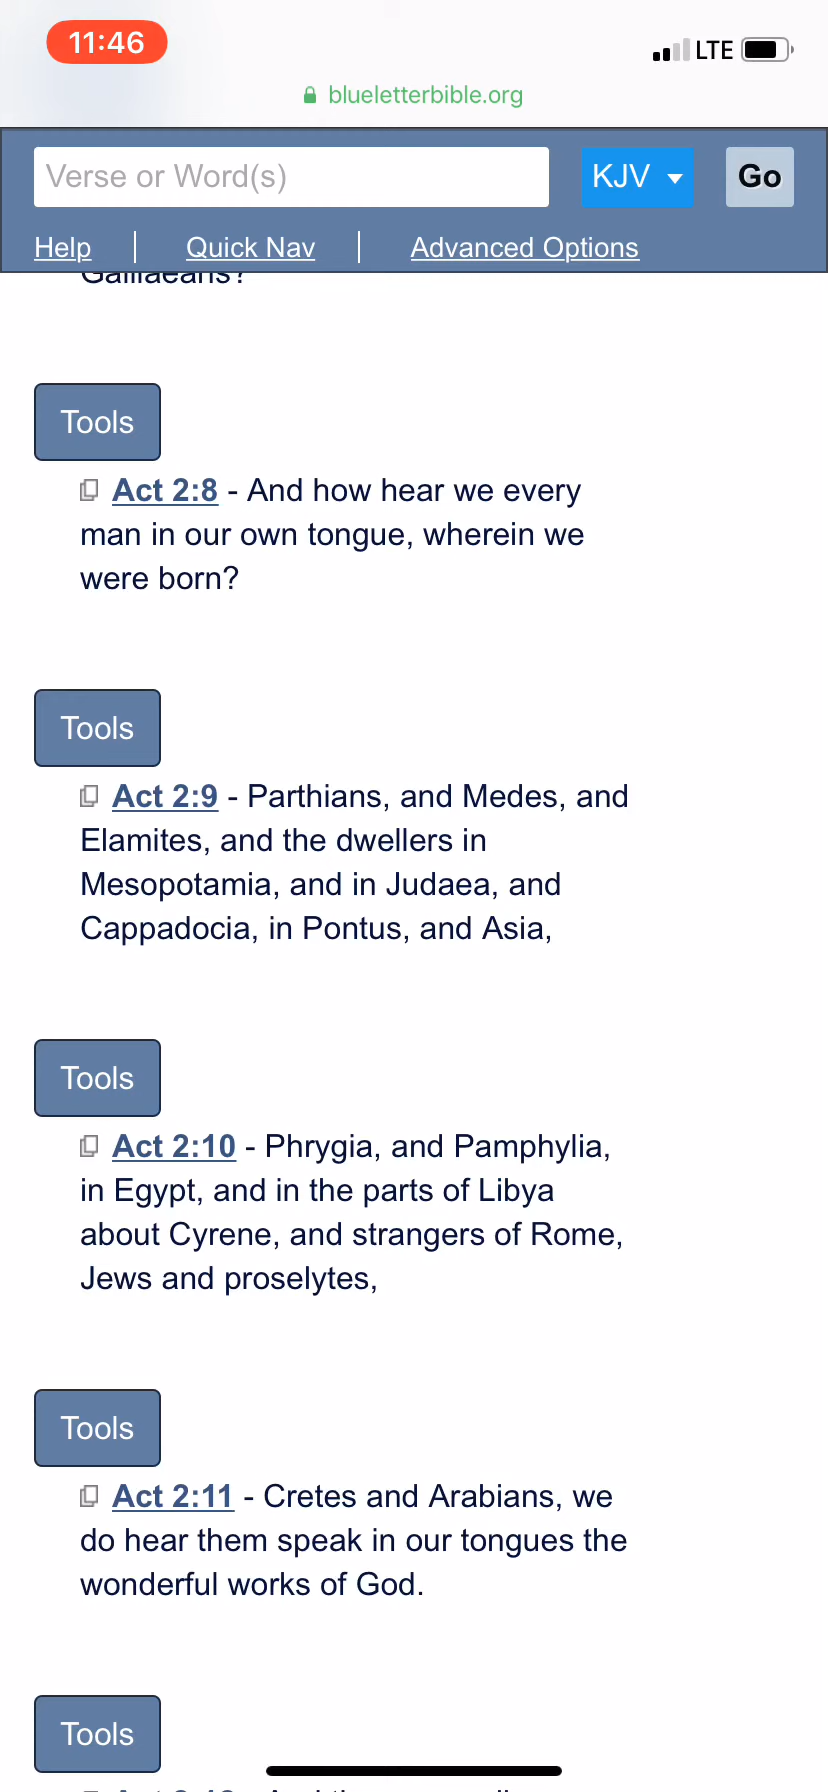 11:46
LTE
blueletterbible.org
Verse or Word(s)
KJV
Go
Help
Quick Nav
Advanced Options
Galilaeans?
Tools
Act 2:8 - And how hear we every
man in our own tongue, wherein we
were born?
Tools
Act 2:9 - Parthians, and Medes, and
Elamites, and the dwellers in
Mesopotamia, and in Judaea, and
Cappadocia, in Pontus, and Asia,
Tools
Act 2:10 - Phrygia, and Pamphylia,
in Egypt, and in the parts of Libya
about Cyrene, and strangers of Rome,
Jews and proselytes,
Tools
Act 2:11 - Cretes and Arabians, we
do hear them speak in our tongues the
wonderful works of God.
Tools